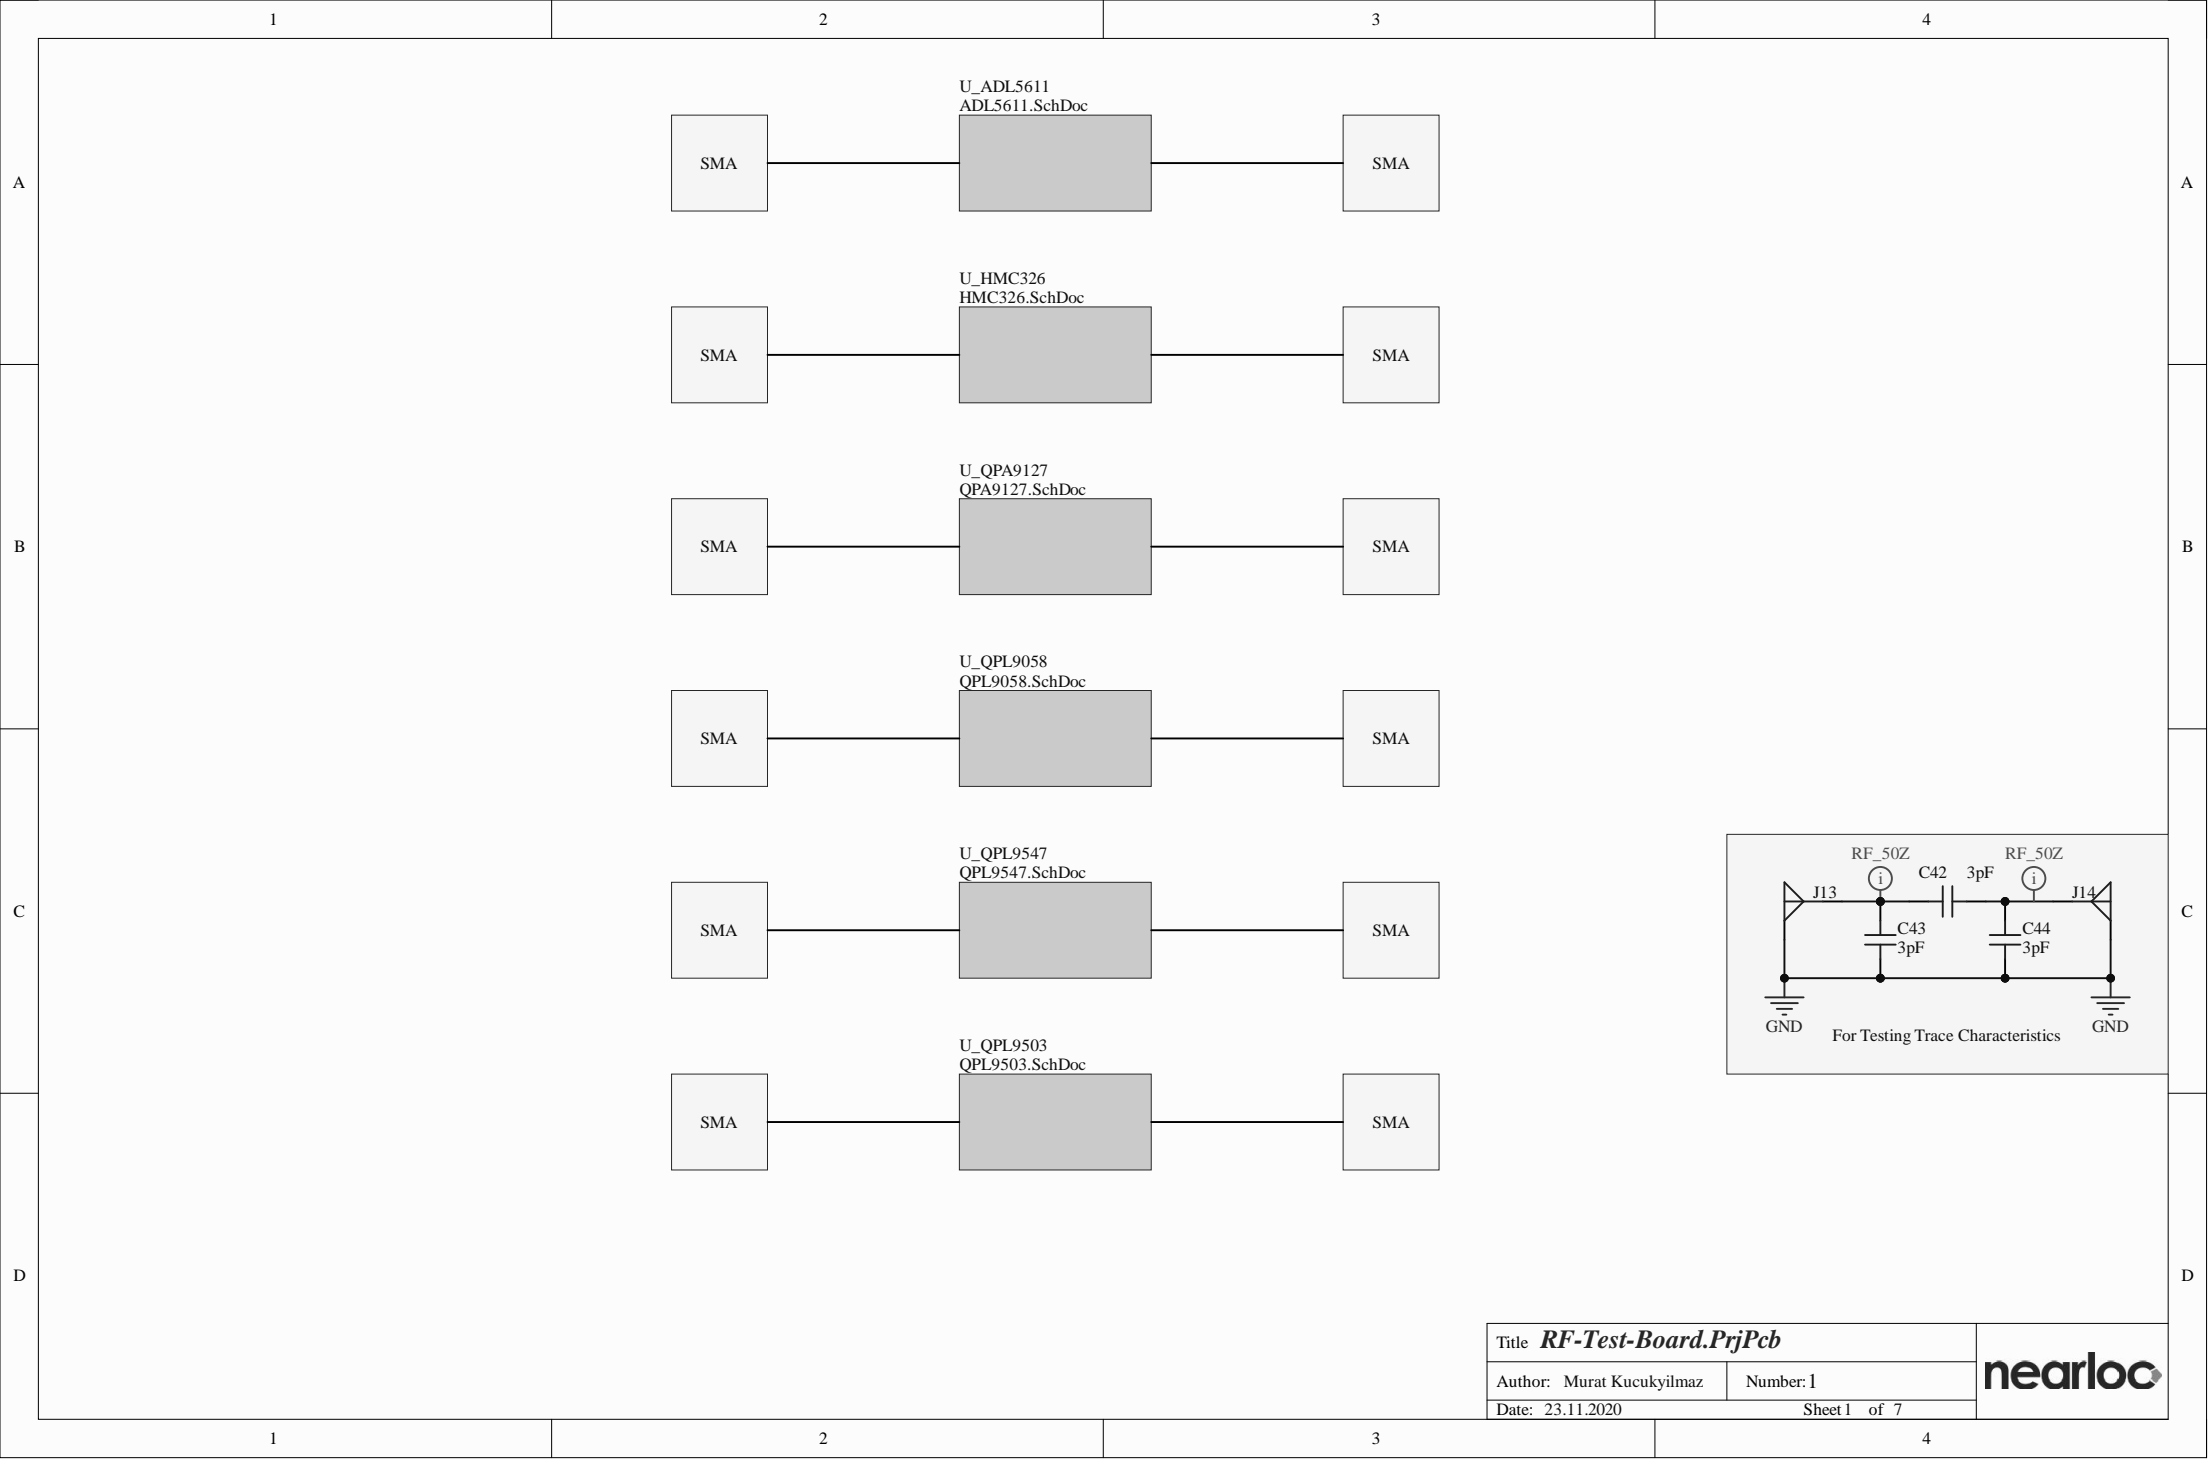 1 2 3 4
U_ADL5611
ADL5611.SchDoc
SMA SMA
A A
U_HMC326
HMC326.SchDoc
SMA SMA
U_QPA9127
QPA9127.SchDoc
SMA SMA
B B
U_QPL9058
QPL9058.SchDoc
SMA SMA
U_QPL9547
QPL9547.SchDoc
SMA SMA
RF_50Z RF_50Z
i C42 3pF i
J13 J14
C C
C43 C44
3pF 3pF
GND GND
For Testing Trace Characteristics
U_QPL9503
QPL9503.SchDoc
SMA SMA
D D
Title RF-Test-Board.PrjPcb
Author: Murat Kucukyilmaz Number: 1
Date: 23.11.2020 Sheet 1 of 7
nearloc
1 2 3 4